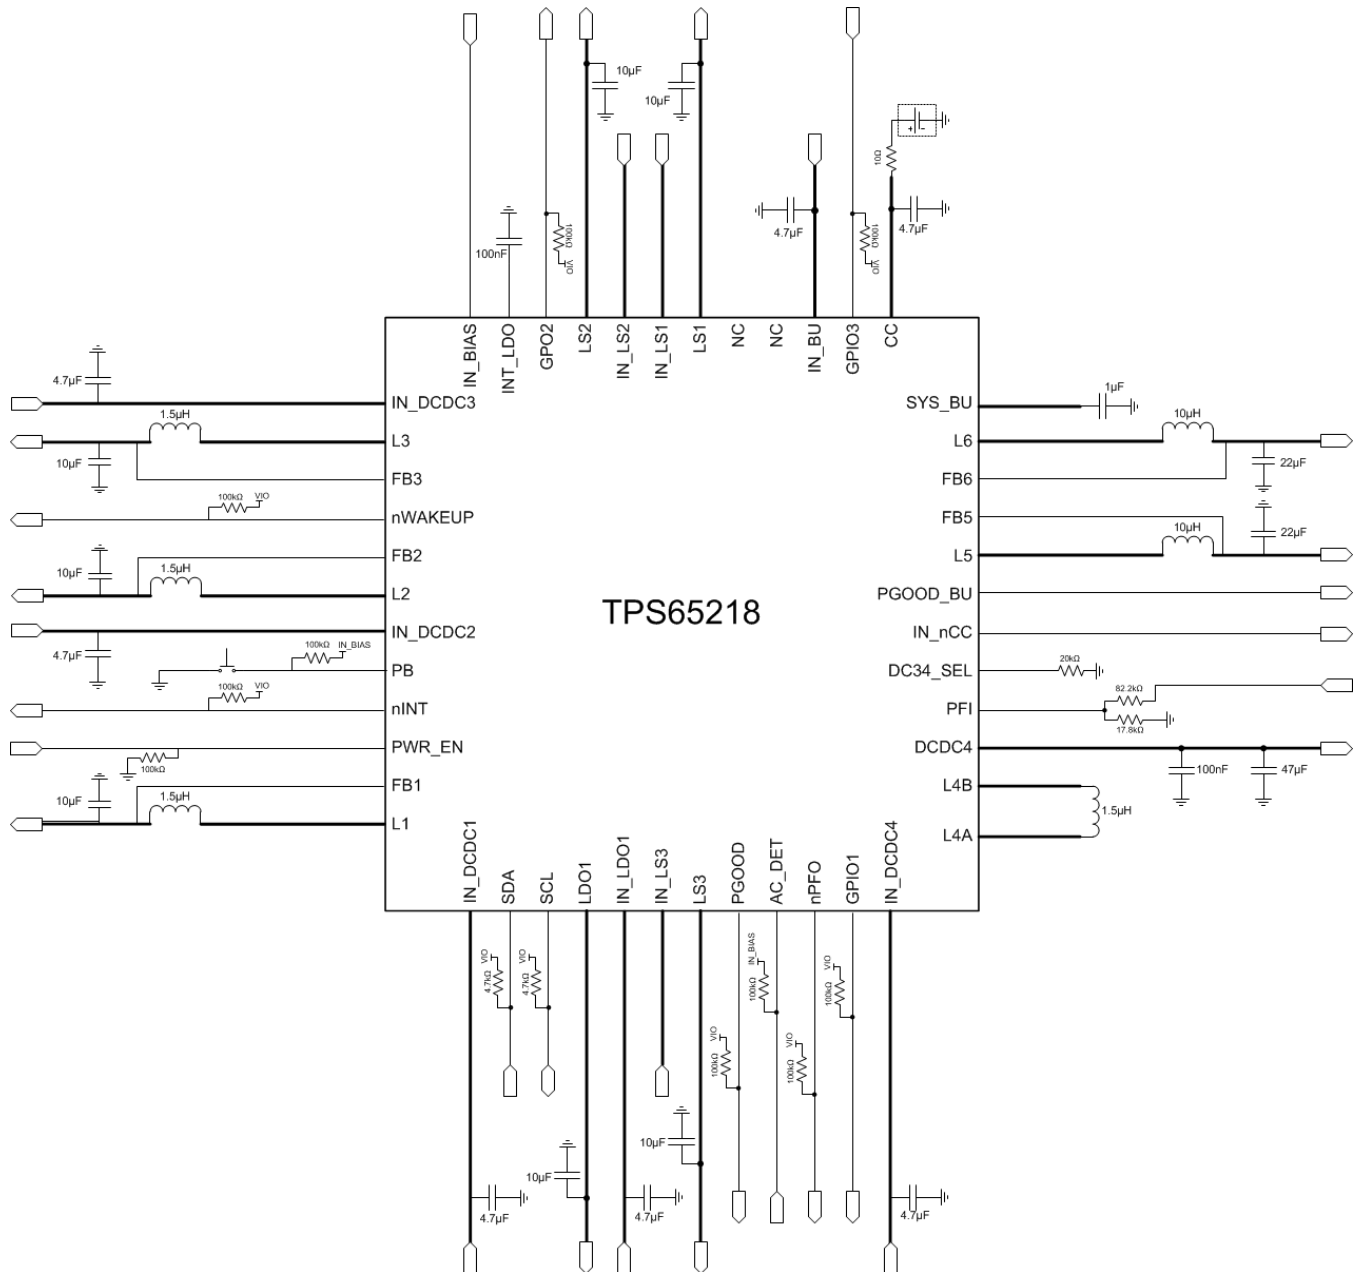 10µF
10µF
10Ω
+ -
100nF
100kΩ
VIO
4.7µF
100kΩ
VIO
4.7µF
IN_BIAS
INT_LDO
GPO2
LS2
IN_LS2
IN_LS1
LS1
NC
NC
IN_BU
GPIO3
CC
4.7µF
IN_DCDC3
1.5µH
L3
10µF
FB3
100kΩ
VIO
nWAKEUP
FB2
10µF
1.5µH
L2
IN_DCDC2
4.7µF
100kΩ
IN_BIAS
PB
100kΩ
VIO
nINT
PWR_EN
100kΩ
FB1
10µF
1.5µH
L1
TPS65218
SYS_BU
1µF
10µH
L6
FB6
22µF
FB5
10µH
22µF
L5
PGOOD_BU
IN_nCC
DC34_SEL
20kΩ
82.2kΩ
PFI
17.8kΩ
DCDC4
100nF
47µF
L4B
1.5µH
L4A
IN_DCDC1
SDA
SCL
LDO1
IN_LDO1
IN_LS3
LS3
PGOOD
AC_DET
nPFO
GPIO1
IN_DCDC4
VIO
4.7kΩ
VIO
4.7kΩ
IN_BIAS
100kΩ
VIO
100kΩ
VIO
100kΩ
VIO
100kΩ
10µF
10µF
4.7µF
4.7µF
4.7µF